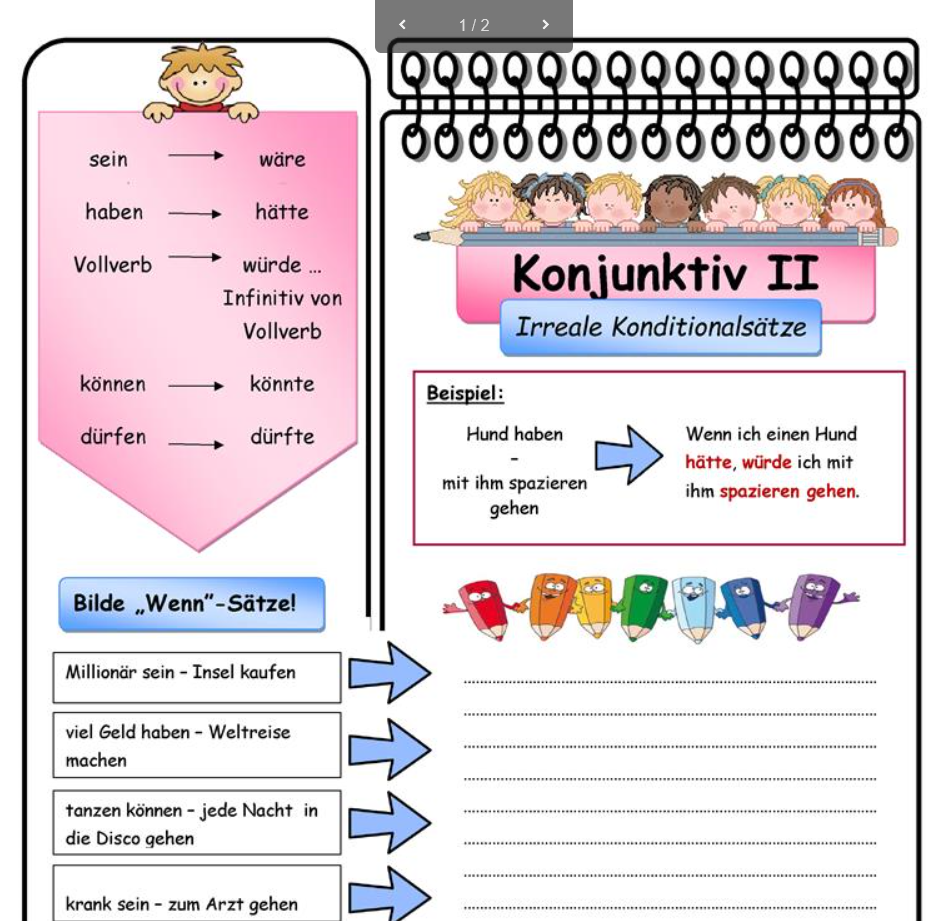 1 / 2
sein → wäre
haben → hätte
Vollverb → würde ...
Infinitiv von
Vollverb
können → könnte
dürfen → dürfte
Konjunktiv II
Irreale Konditionalsätze
Beispiel:
Hund haben
–
mit ihm spazieren
gehen
Wenn ich einen Hund
hätte, würde ich mit
ihm spazieren gehen.
Bilde „Wenn"-Sätze!
Millionär sein – Insel kaufen
viel Geld haben – Weltreise
machen
tanzen können – jede Nacht in
die Disco gehen
krank sein – zum Arzt gehen